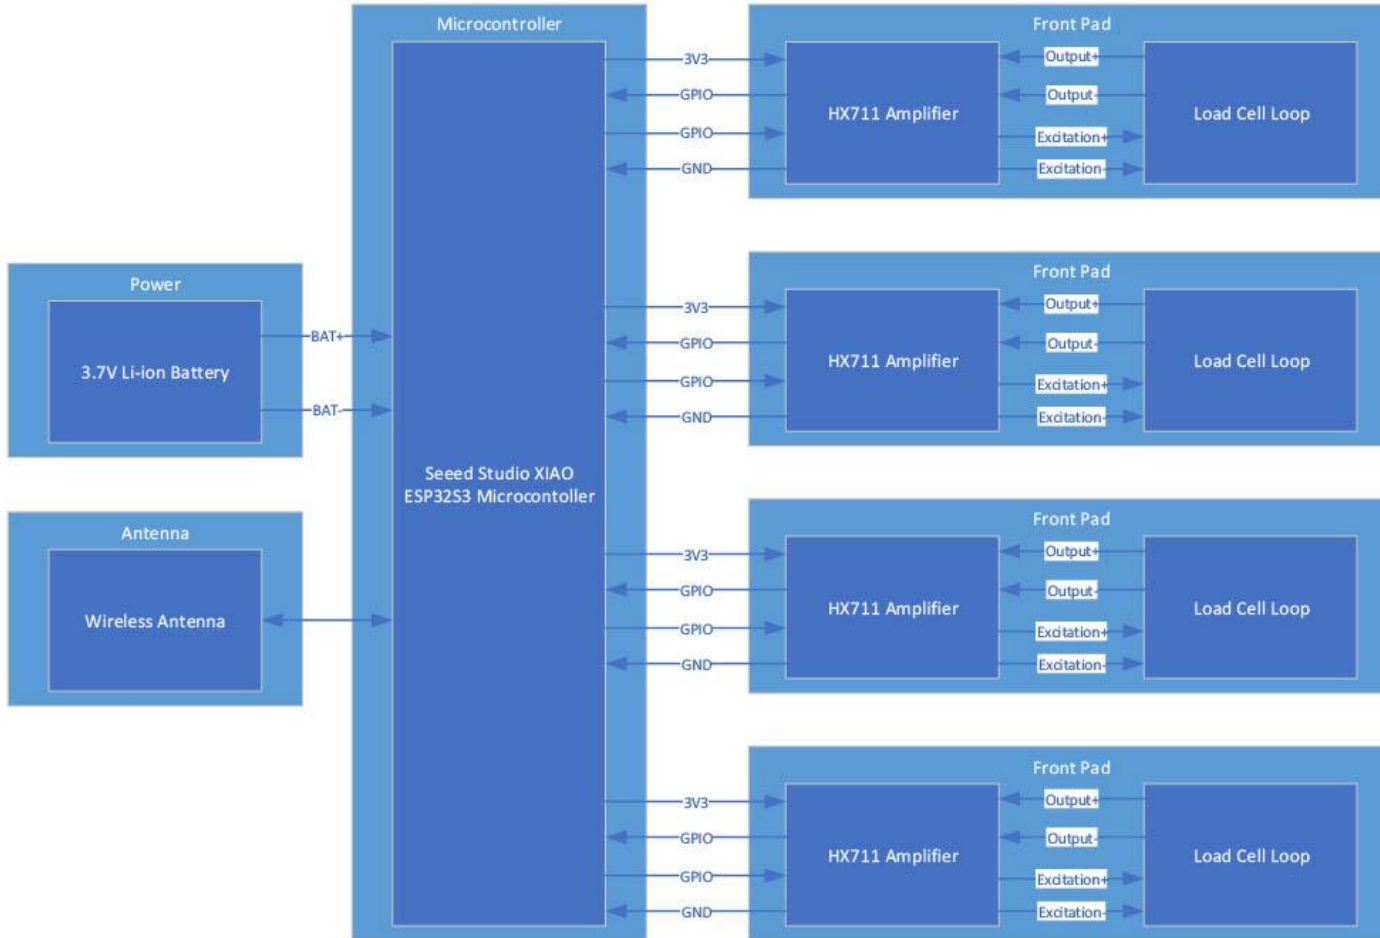 Microcontroller
Front Pad
3V3
GPIO
GPIO
GND
HX711 Amplifier
Output+
Output-
Excitation+
Excitation-
Load Cell Loop
Power
3.7V Li-ion Battery
BAT+
BAT-
Front Pad
3V3
GPIO
GPIO
GND
HX711 Amplifier
Output+
Output-
Excitation+
Excitation-
Load Cell Loop
Seeed Studio XIAO
ESP32S3 Microcontoller
Antenna
Wireless Antenna
Front Pad
3V3
GPIO
GPIO
GND
HX711 Amplifier
Output+
Output-
Excitation+
Excitation-
Load Cell Loop
Front Pad
3V3
GPIO
GPIO
GND
HX711 Amplifier
Output+
Output-
Excitation+
Excitation-
Load Cell Loop